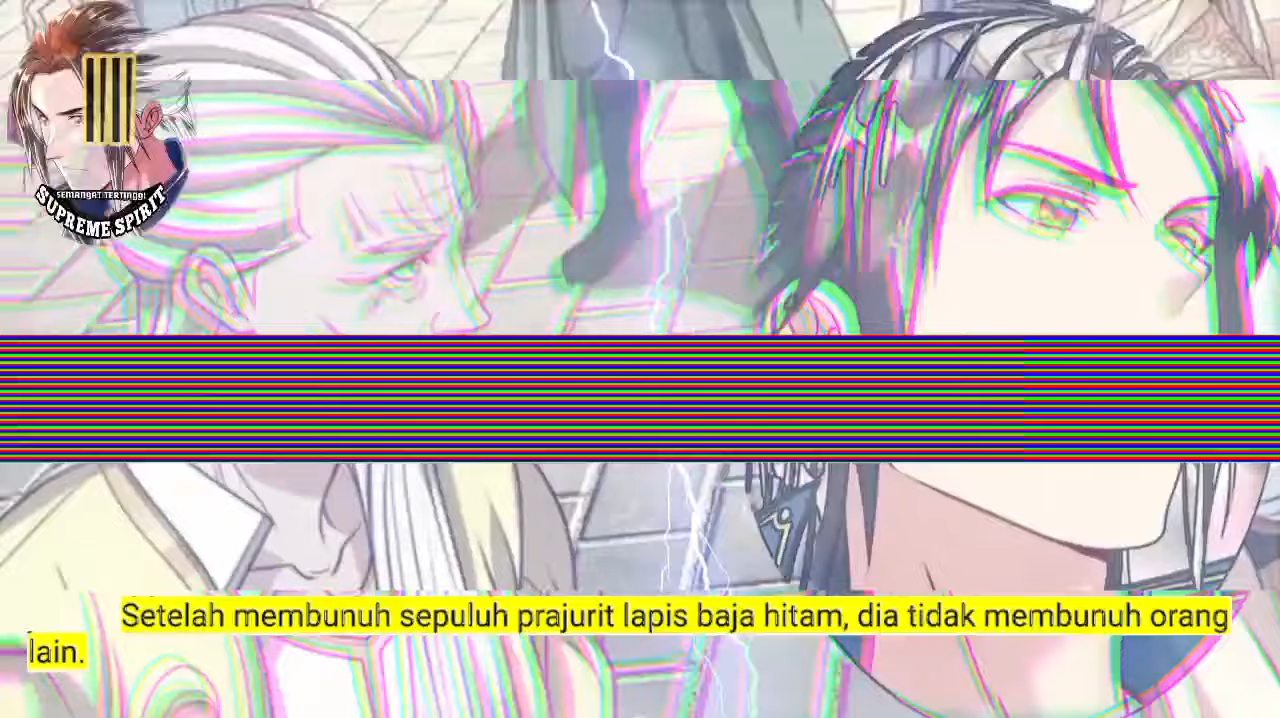 SEMANGAT TERTINGGI
SUPREME SPIRIT
Setelah membunuh sepuluh prajurit lapis baja hitam, dia tidak membunuh orang
lain.